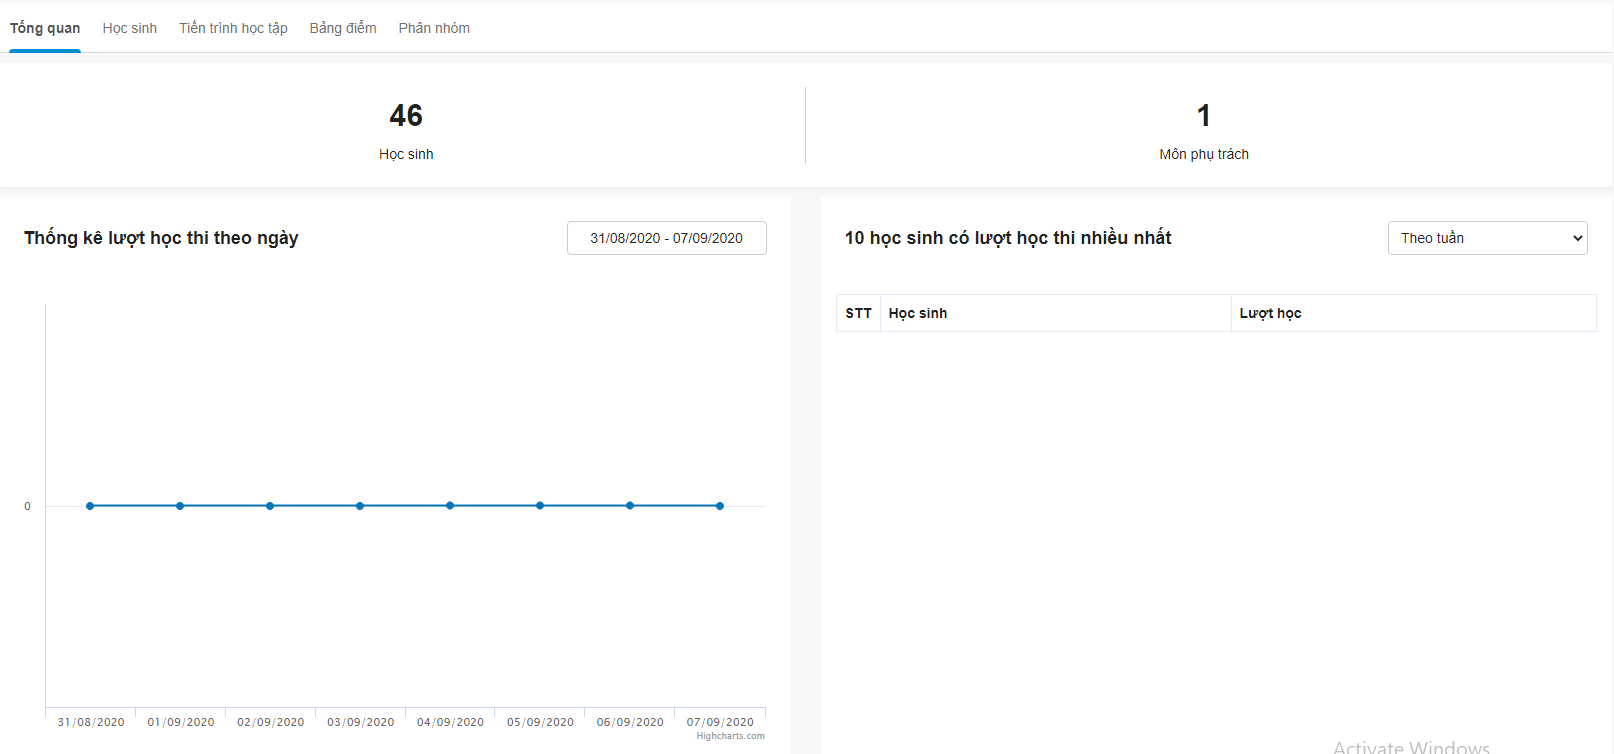 Tổng quan Học sinh Tiến trình học tập Bảng điểm Phân nhóm
46
Học sinh
1
Môn phụ trách
Thống kê lượt học thi theo ngày
31/08/2020 - 07/09/2020
0
31/08/2020 01/09/2020 02/09/2020 03/09/2020 04/09/2020 05/09/2020 06/09/2020 07/09/2020
Highcharts.com
10 học sinh có lượt học thi nhiều nhất
Theo tuần
STT Học sinh Lượt học
Activate Windows